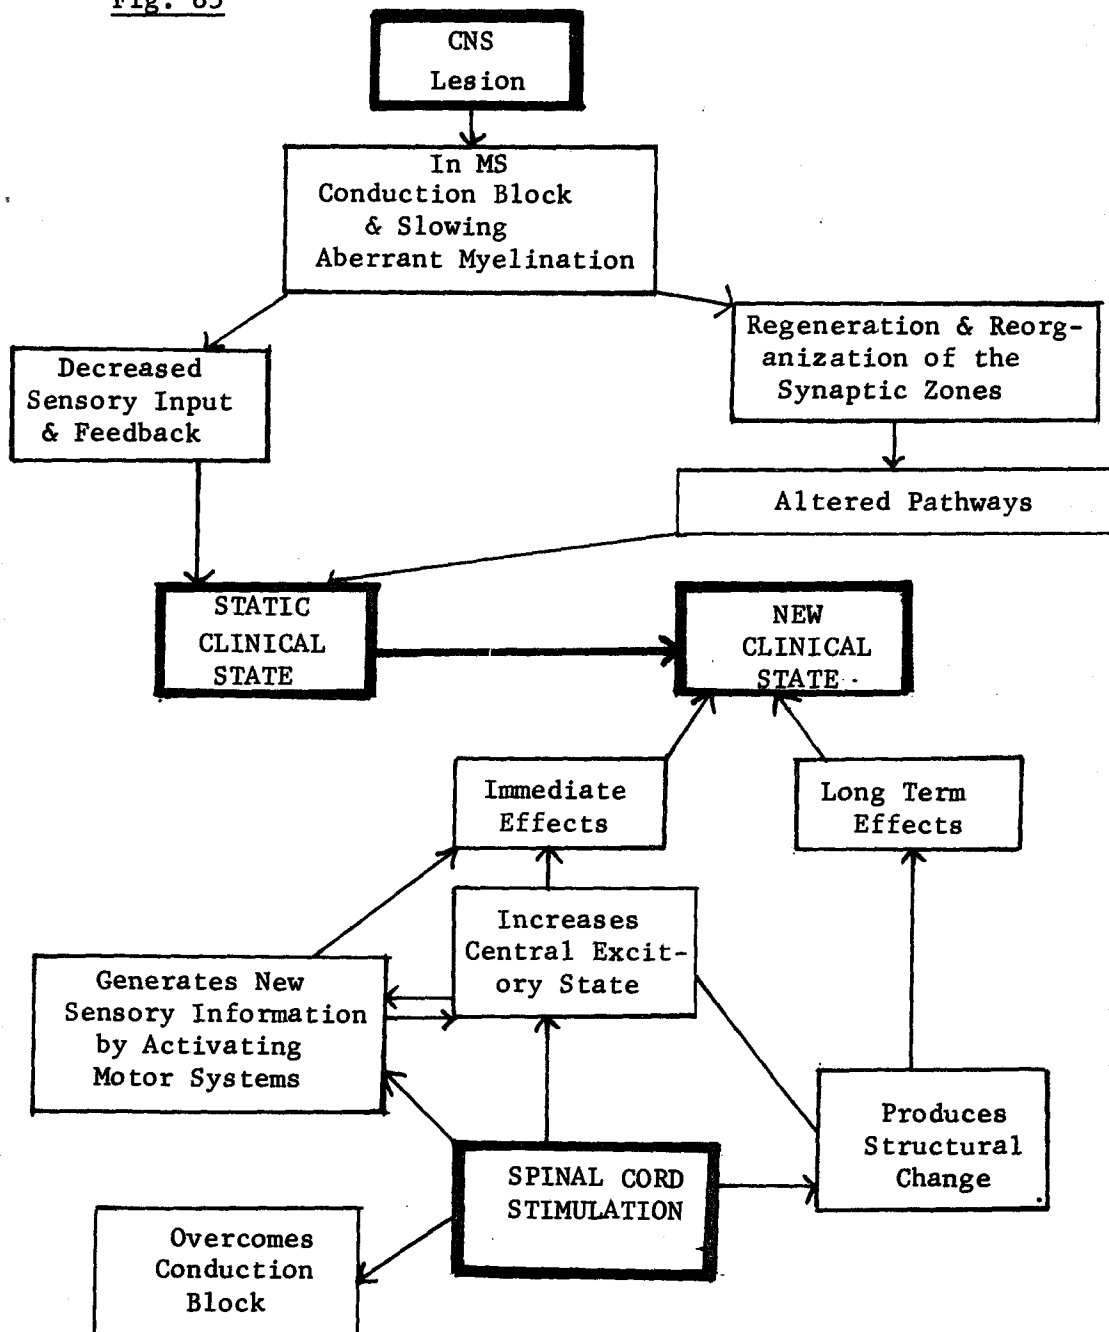 Fig. 85
CNS
Lesion
In MS
Conduction Block
& Slowing
Aberrant Myelination
Regeneration & Reorg-
anization of the
Synaptic Zones
Decreased
Sensory Input
& Feedback
Altered Pathways
STATIC
CLINICAL
STATE
NEW
CLINICAL
STATE
Immediate
Effects
Long Term
Effects
Increases
Central Excit-
ory State
Generates New
Sensory Information
by Activating
Motor Systems
Produces
Structural
Change
SPINAL CORD
STIMULATION
Overcomes
Conduction
Block